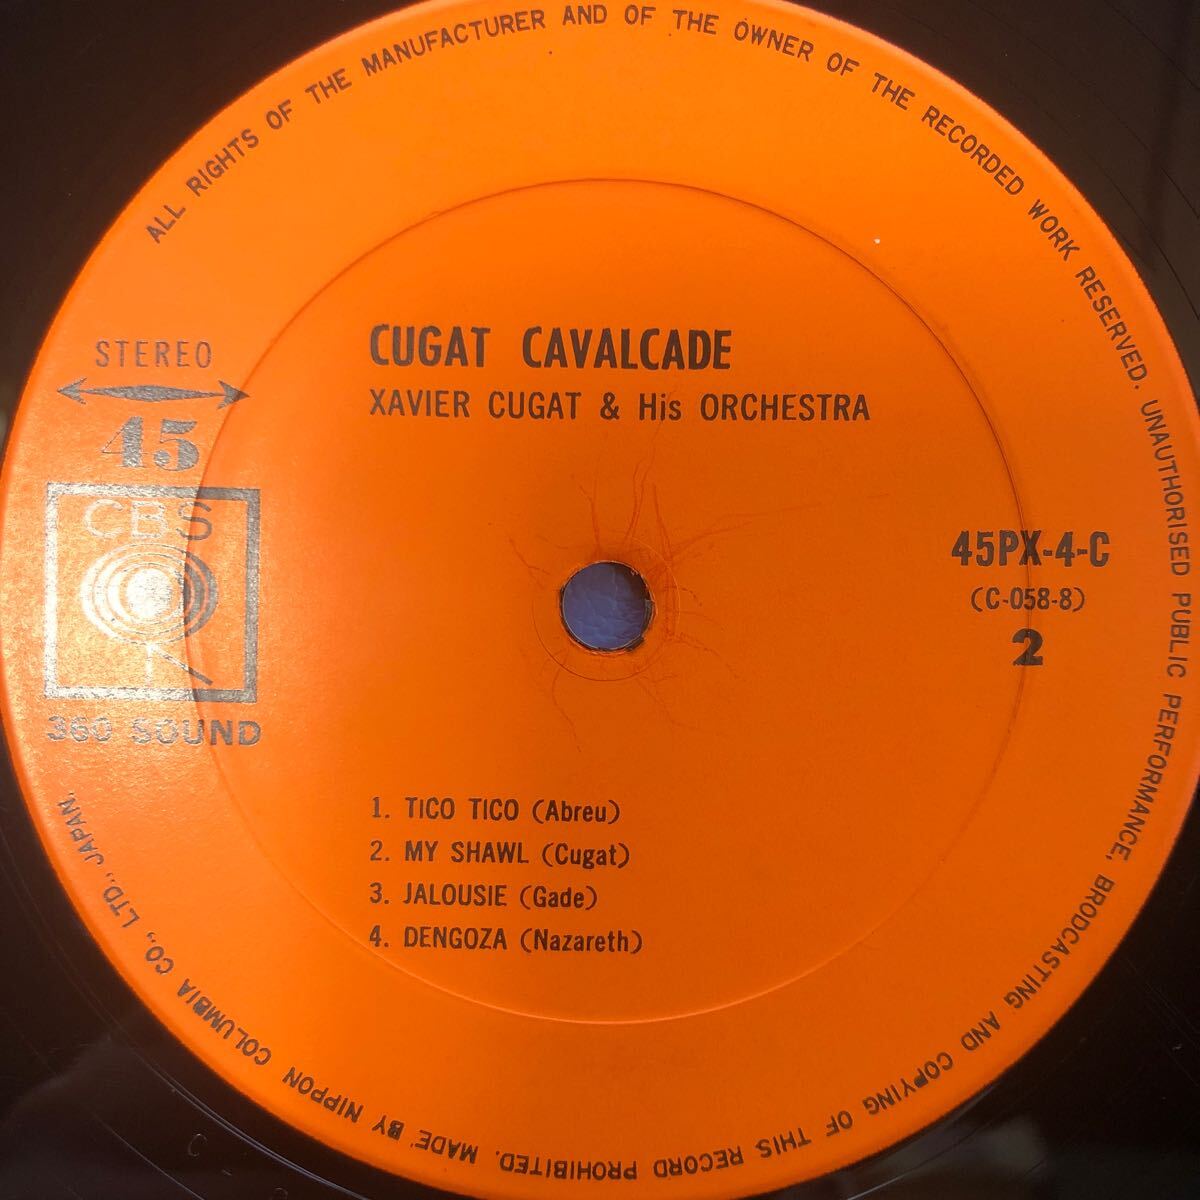 ALL RIGHTS OF THE MANUFACTURER AND OF THE OWNER OF THE RECORDED WORK RESERVED. UNAUTHORISED PUBLIC PERFORMANCE, BRODCASTING AND COPYING OF THIS RECORD PROHIBITED. MADE BY NIPPON COLUMBIA CO., LTD., JAPAN.
CUGAT CAVALCADE
XAVIER CUGAT & His ORCHESTRA
STEREO
45
CBS
360 SOUND
45PX-4-C
(C-058-8)
2
1. TICO TICO (Abreu)
2. MY SHAWL (Cugat)
3. JALOUSIE (Gade)
4. DENGOZA (Nazareth)